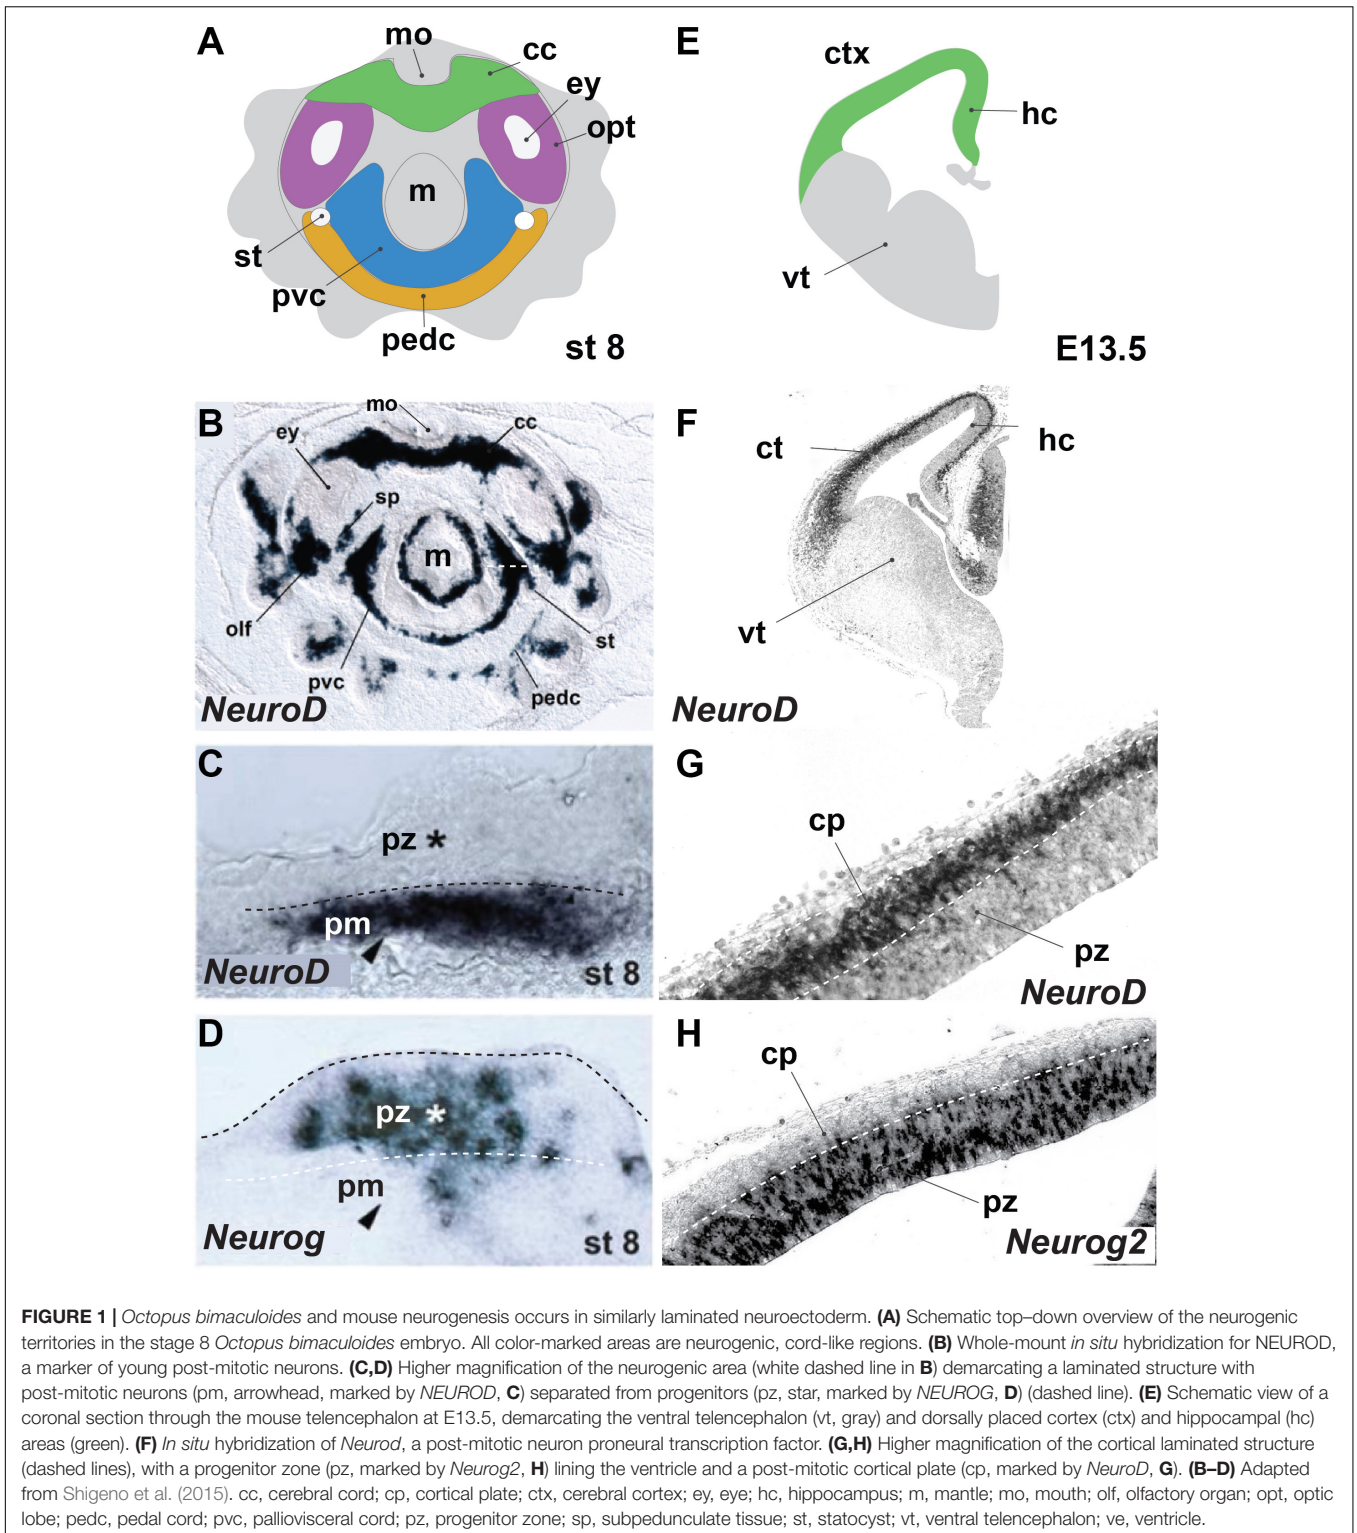 A
mo
cc
ey
opt
m
st
pvc
pedc
st 8
E
ctx
hc
vt
E13.5
B
mo
ey
cc
sp
m
olf
st
pvc
pedc
NeuroD
F
ct
hc
vt
NeuroD
C
pz *
pm
NeuroD
st 8
G
cp
pz
NeuroD
D
pz *
pm
Neurog
st 8
H
cp
pz
Neurog2
FIGURE 1 | Octopus bimaculoides and mouse neurogenesis occurs in similarly laminated neuroectoderm. (A) Schematic top–down overview of the neurogenic
territories in the stage 8 Octopus bimaculoides embryo. All color-marked areas are neurogenic, cord-like regions. (B) Whole-mount in situ hybridization for NEUROD,
a marker of young post-mitotic neurons. (C,D) Higher magnification of the neurogenic area (white dashed line in B) demarcating a laminated structure with
post-mitotic neurons (pm, arrowhead, marked by NEUROD, C) separated from progenitors (pz, star, marked by NEUROG, D) (dashed line). (E) Schematic view of a
coronal section through the mouse telencephalon at E13.5, demarcating the ventral telencephalon (vt, gray) and dorsally placed cortex (ctx) and hippocampal (hc)
areas (green). (F) In situ hybridization of Neurod, a post-mitotic neuron proneural transcription factor. (G,H) Higher magnification of the cortical laminated structure
(dashed lines), with a progenitor zone (pz, marked by Neurog2, H) lining the ventricle and a post-mitotic cortical plate (cp, marked by NeuroD, G). (B–D) Adapted
from Shigeno et al. (2015). cc, cerebral cord; cp, cortical plate; ctx, cerebral cortex; ey, eye; hc, hippocampus; m, mantle; mo, mouth; olf, olfactory organ; opt, optic
lobe; pedc, pedal cord; pvc, palliovisceral cord; pz, progenitor zone; sp, subpedunculate tissue; st, statocyst; vt, ventral telencephalon; ve, ventricle.